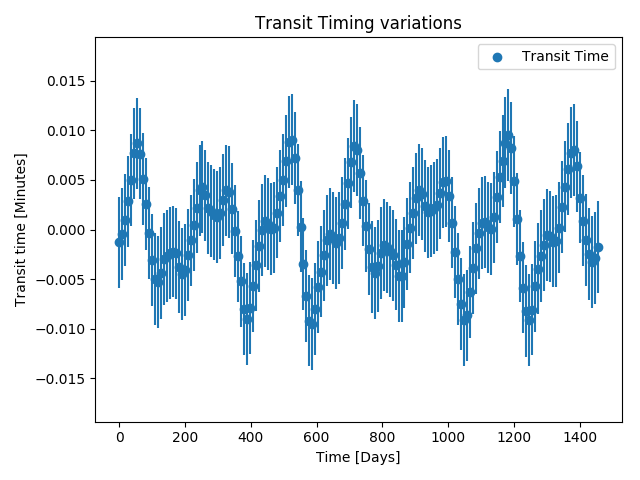 Transit Timing variations
Transit Time
Transit time [Minutes]
0.015
0.010
0.005
0.000
−0.005
−0.010
−0.015
0 200 400 600 800 1000 1200 1400
Time [Days]